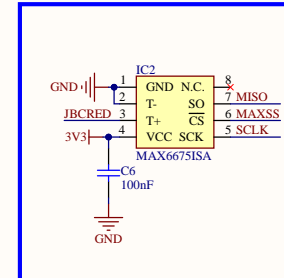 IC2
1 GND N.C. 8
GND
2 T- SO 7 MISO
JBCRED 3 T+ CS 6 MAXSS
3V3 4 VCC SCK 5 SCLK
MAX6675ISA
C6
100nF
GND